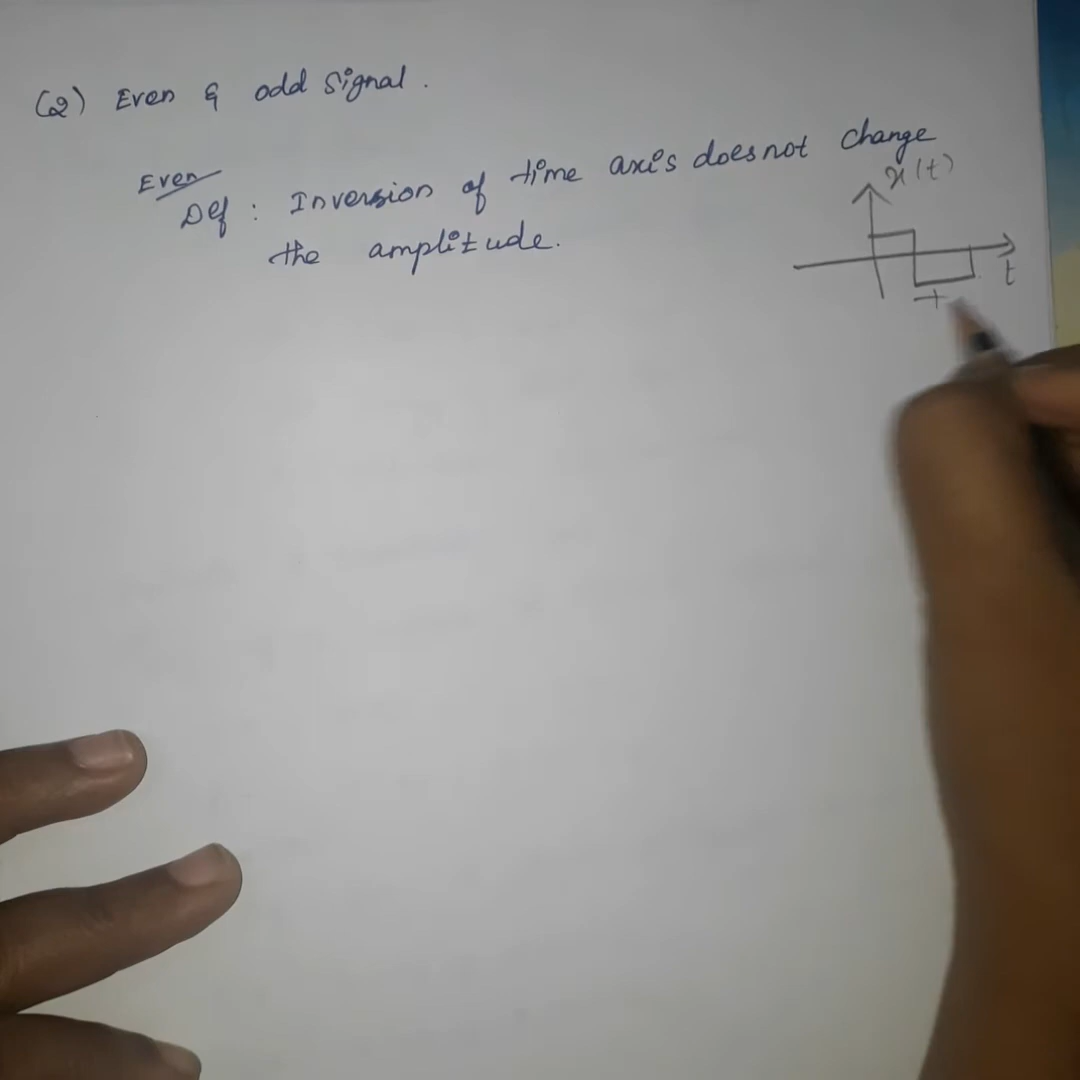 (2) Even & odd Signal.
Even
Def : Inversion of time axis does not change
the amplitude.
x(t)
t
+